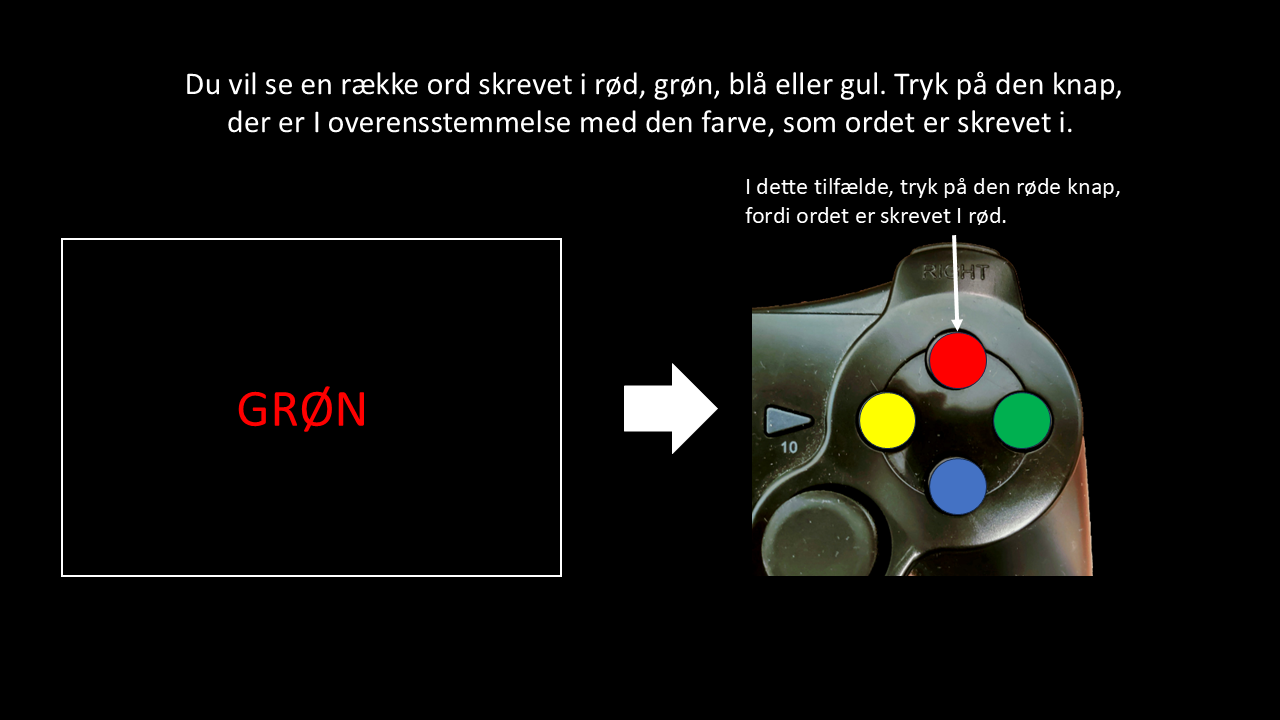 Du vil se en række ord skrevet i rød, grøn, blå eller gul. Tryk på den knap,
der er I overensstemmelse med den farve, som ordet er skrevet i.
I dette tilfælde, tryk på den røde knap,
fordi ordet er skrevet I rød.
RIGHT
GRØN
10